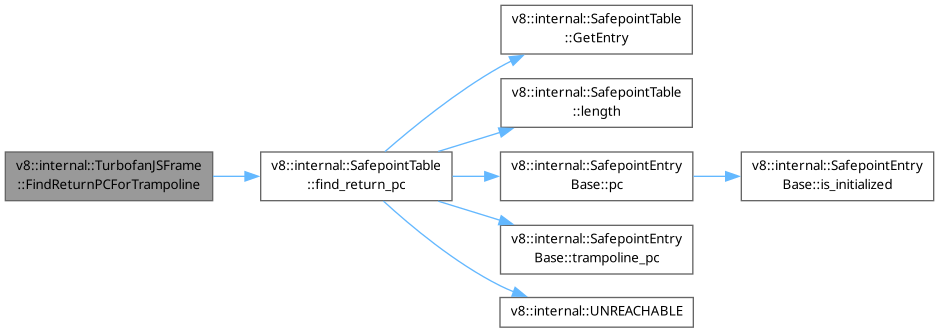 v8::internal::TurbofanJSFrame
::FindReturnPCForTrampoline
v8::internal::SafepointTable
::find_return_pc
v8::internal::SafepointTable
::GetEntry
v8::internal::SafepointTable
::length
v8::internal::SafepointEntry
Base::pc
v8::internal::SafepointEntry
Base::is_initialized
v8::internal::SafepointEntry
Base::trampoline_pc
v8::internal::UNREACHABLE